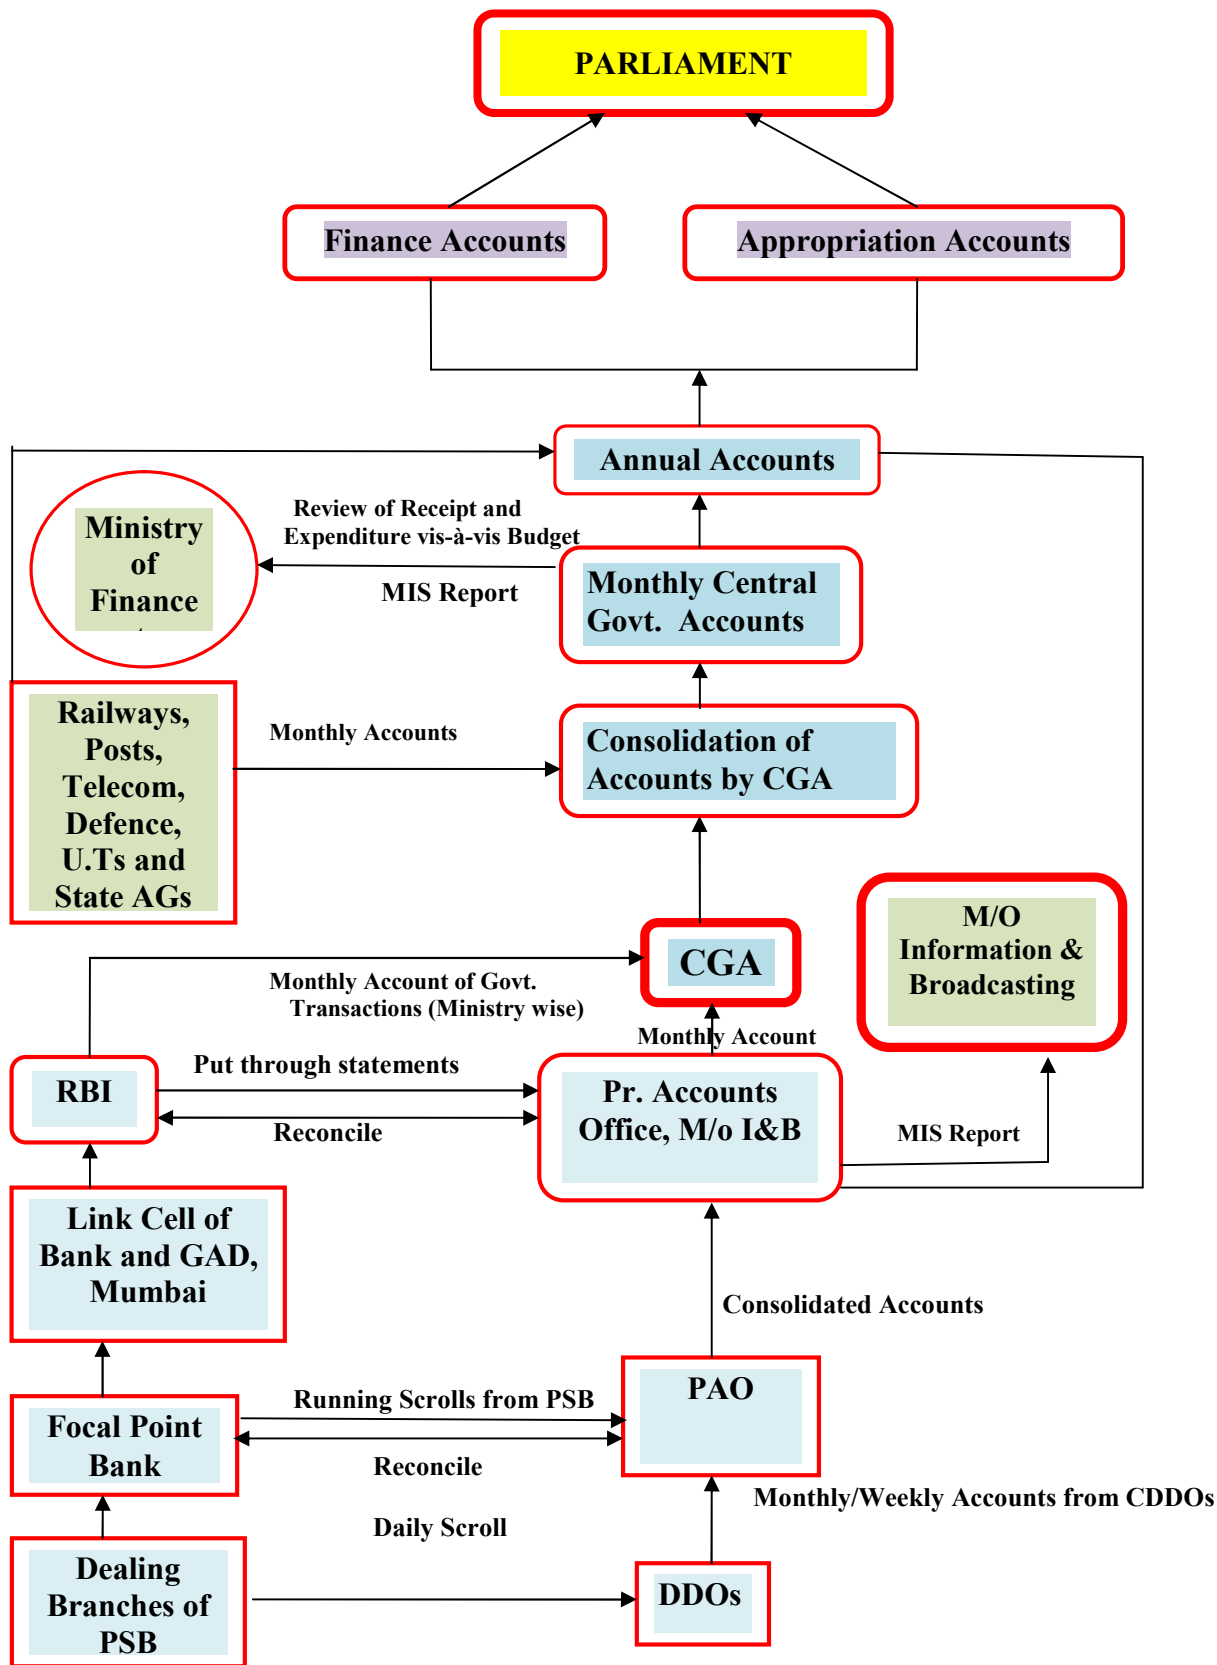 PARLIAMENT
Finance Accounts
Appropriation Accounts
Annual Accounts
Review of Receipt and
Expenditure vis-à-vis Budget
MIS Report
Ministry
of
Finance
Monthly Central
Govt. Accounts
Railways,
Posts,
Telecom,
Defence,
U.Ts and
State AGs
Monthly Accounts
Consolidation of
Accounts by CGA
M/O
Information &
Broadcasting
CGA
Monthly Account of Govt.
Transactions (Ministry wise)
Monthly Account
RBI
Put through statements
Reconcile
Pr. Accounts
Office, M/o I&B
MIS Report
Link Cell of
Bank and GAD,
Mumbai
Consolidated Accounts
Focal Point
Bank
Running Scrolls from PSB
Reconcile
PAO
Monthly/Weekly Accounts from CDDOs
Daily Scroll
Dealing
Branches of
PSB
DDOs